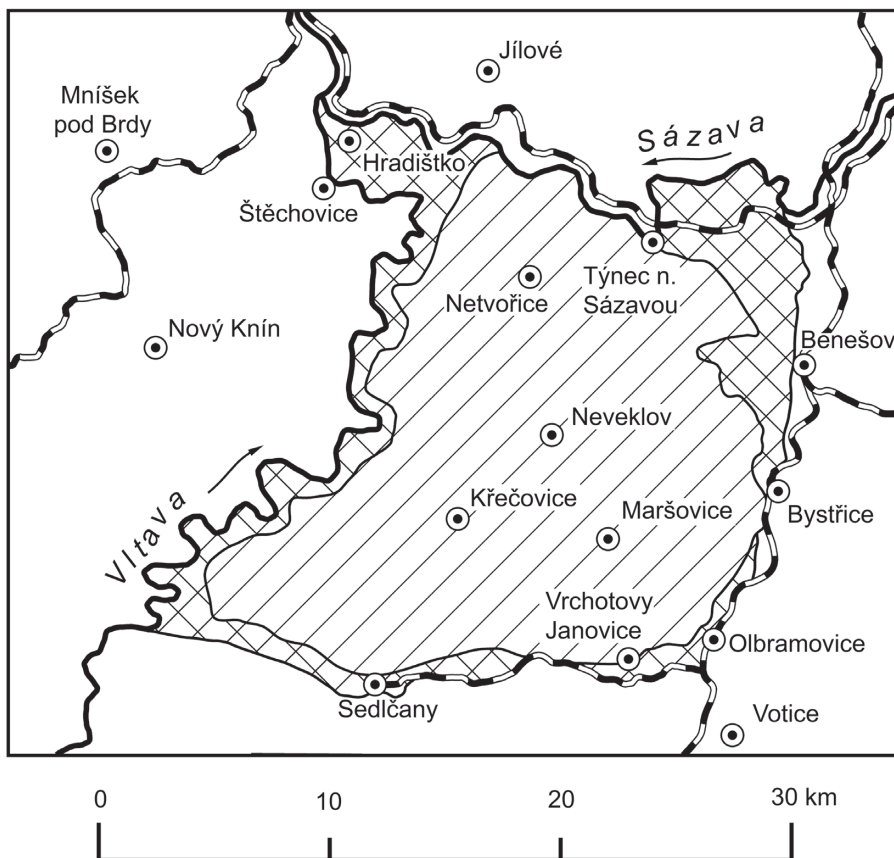 Jílové
Mníšek
pod Brdy
Sázava
Hradištko
Štěchovice
Týnec n.
Sázavou
Netvořice
Nový Knín
Benešov
Neveklov
Vltava
Křečovice
Maršovice
Bystřice
Vrchotovy
Janovice
Olbramovice
Sedlčany
Votice
0 10 20 30 km